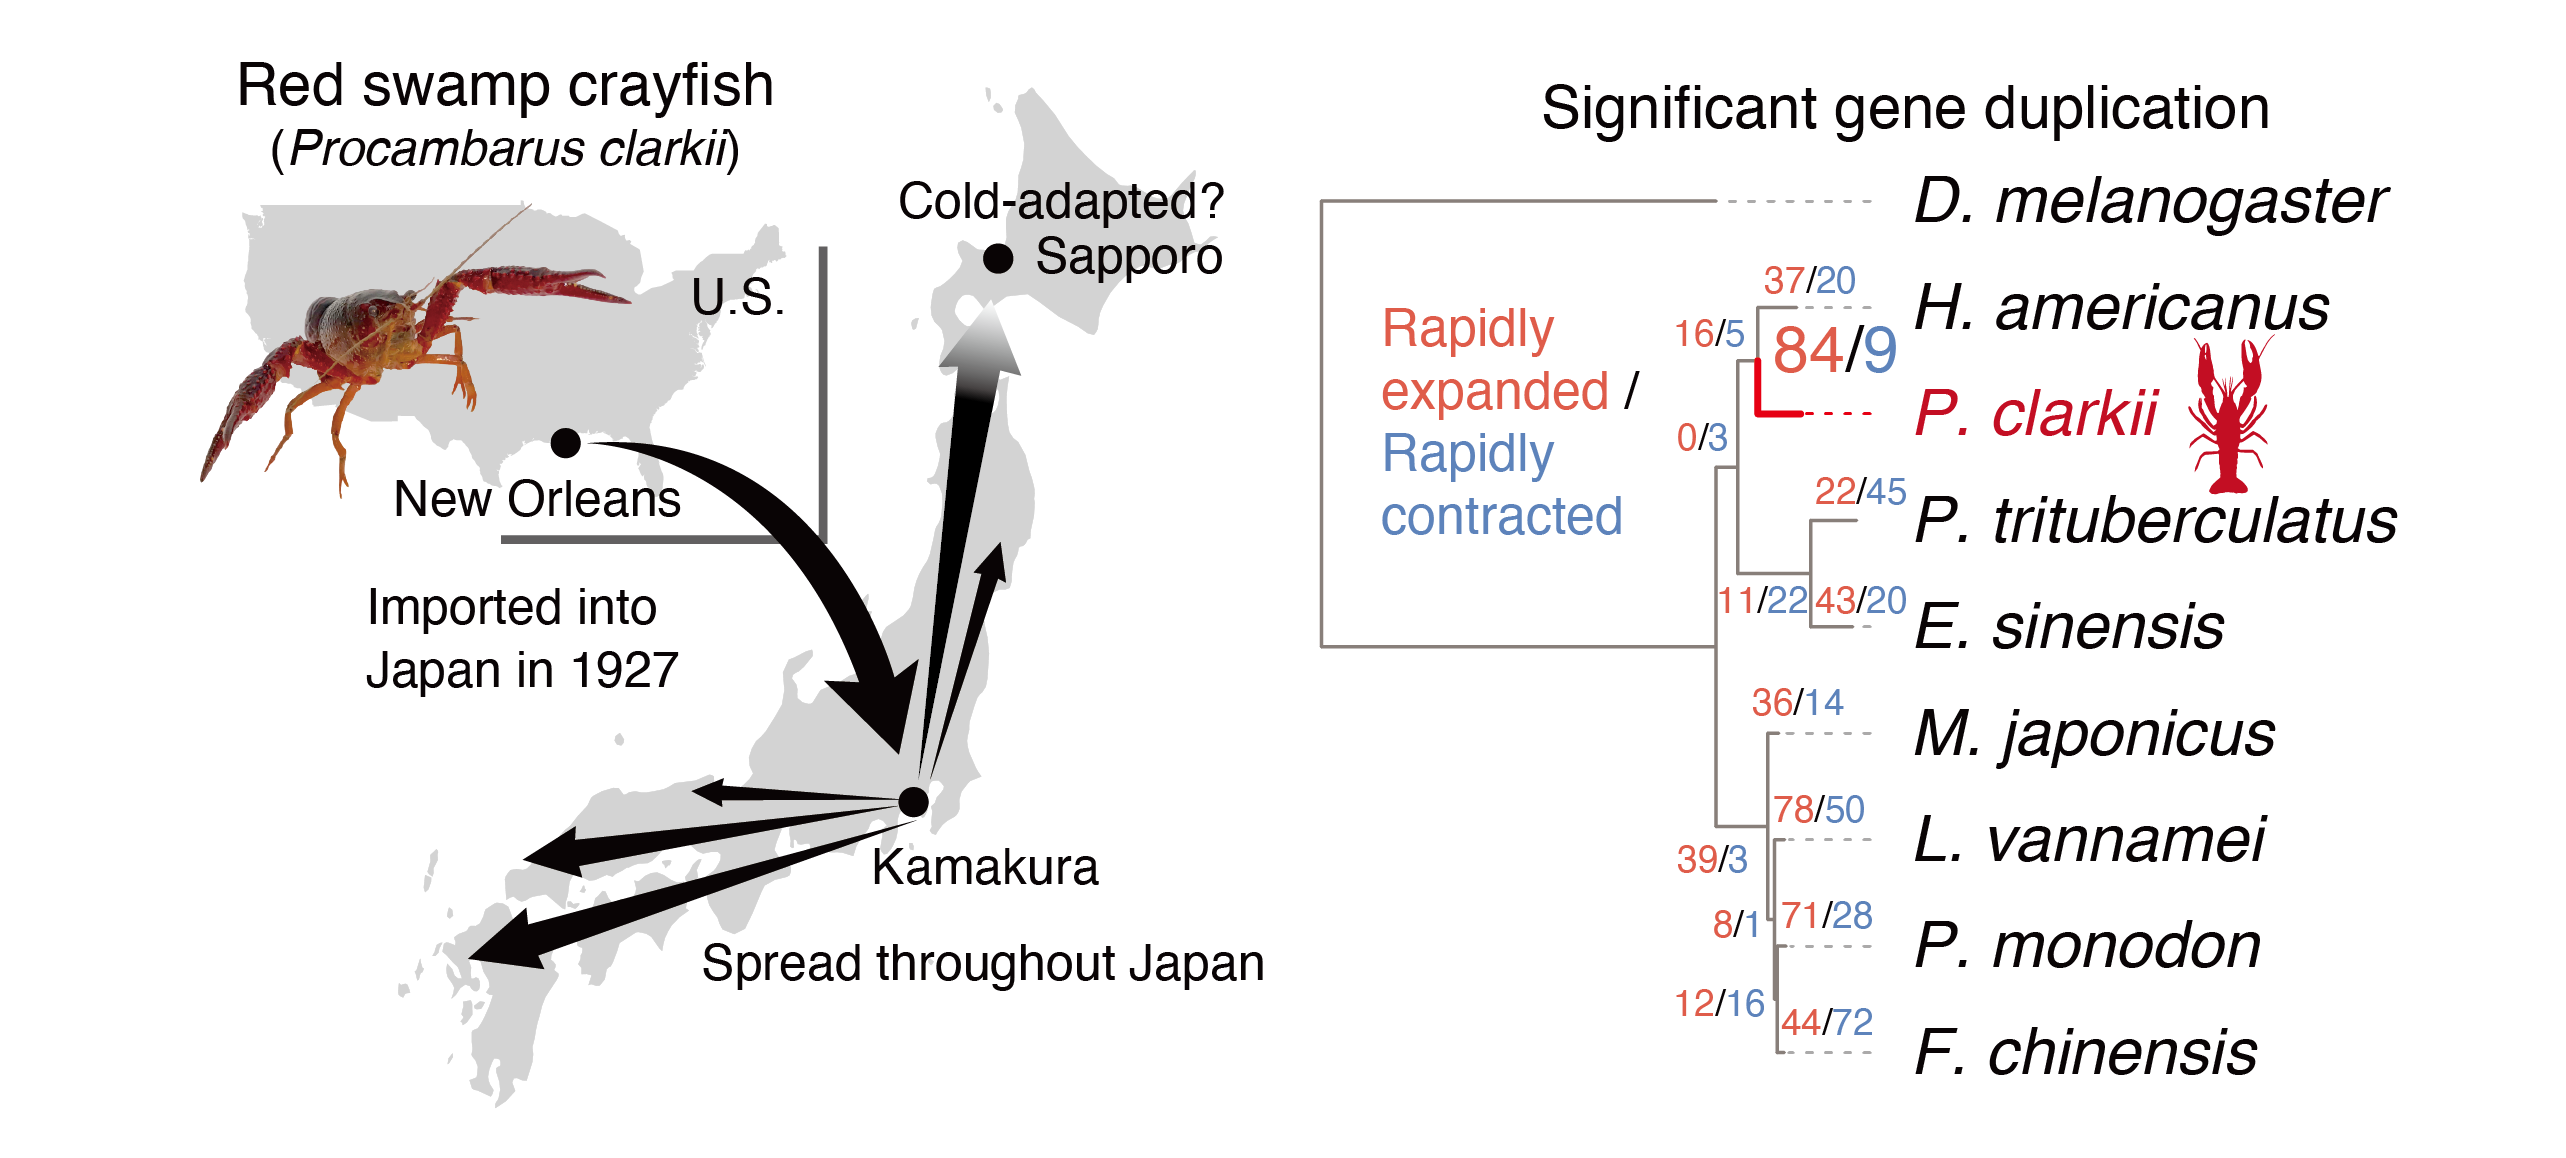 Red swamp crayfish
(Procambarus clarkii)
U.S.
New Orleans
Imported into
Japan in 1927
Cold-adapted?
Sapporo
Kamakura
Spread throughout Japan
Significant gene duplication
Rapidly
expanded /
Rapidly
contracted
D. melanogaster
37/20
H. americanus
16/5
84/9
P. clarkii
0/3
22/45
P. trituberculatus
11/22
43/20
E. sinensis
36/14
M. japonicus
78/50
L. vannamei
39/3
8/1
71/28
P. monodon
12/16
44/72
F. chinensis